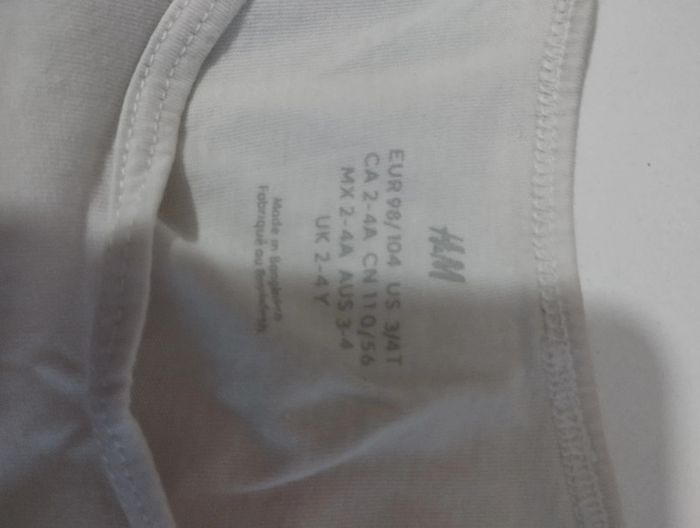 H&M
EUR 98/104 US 3/4T
CA 2-4A CN 110/56
MX 2-4A AUS 3-4
UK 2-4Y
Made in Bangladesh
Fabriqué au Bangladesh